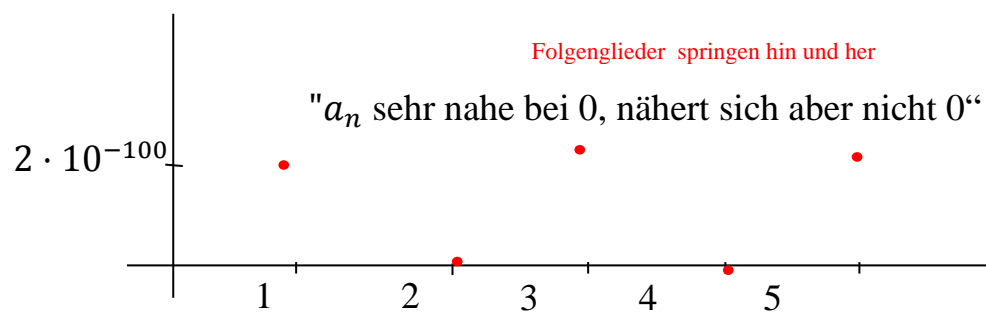 Folgenglieder springen hin und her
"𝑎ₙ sehr nahe bei 0, nähert sich aber nicht 0“
2 · 10⁻¹⁰⁰
1 2 3 4 5